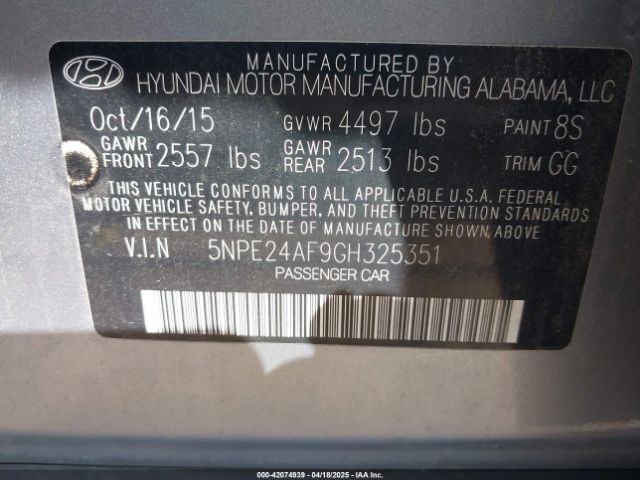 MANUFACTURED BY
HYUNDAI MOTOR MANUFACTURING ALABAMA, LLC
Oct/16/15 GVWR 4497 lbs PAINT 8S
GAWR FRONT 2557 lbs GAWR REAR 2513 lbs TRIM GG
THIS VEHICLE CONFORMS TO ALL APPLICABLE U.S.A. FEDERAL
MOTOR VEHICLE SAFETY, BUMPER, AND THEFT PREVENTION STANDARDS
IN EFFECT ON THE DATE OF MANUFACTURE SHOWN ABOVE.
V.I.N 5NPE24AF9GH325351
PASSENGER CAR
000-42074939 - 04/18/2025 - IAA Inc.